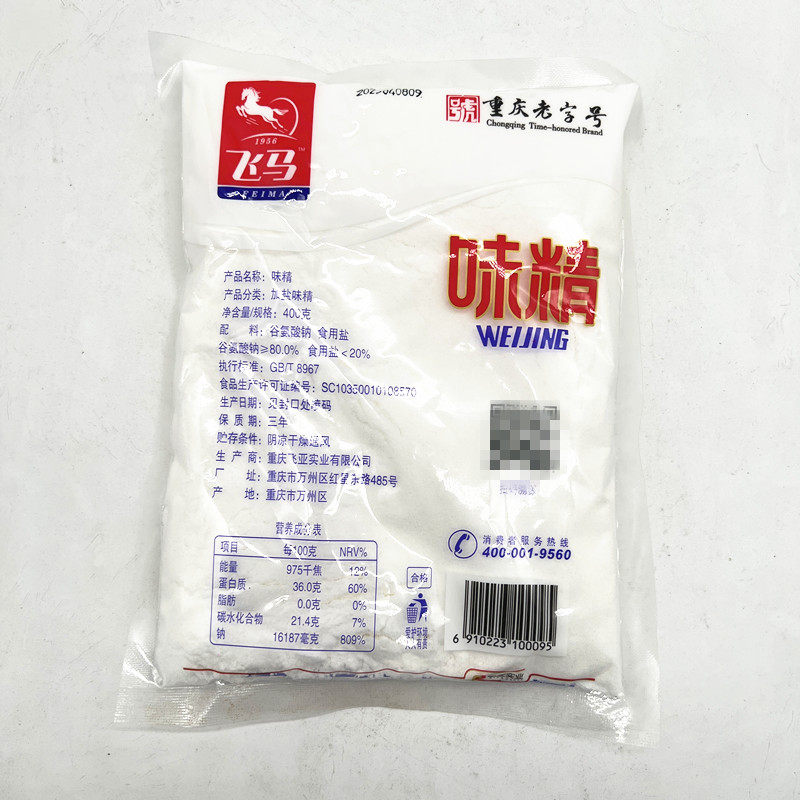 1956
飞马™
FEIMA
號
重庆老字号
Chongqing Time-honored Brand
味精
WEIJING
产品名称：味精
产品分类：加盐味精
净含量/规格：400克
配 料：谷氨酸钠 食用盐
谷氨酸钠≥80.0% 食用盐＜20%
执行标准：GB/T 8967
食品生产许可证编号：SC10350010108570
生产日期：见封口处喷码
保质期：三年
贮存条件：阴凉干燥通风
生产商：重庆飞亚实业有限公司
厂 址：重庆市万州区红星东路485号
产 地：重庆市万州区
营养成分表
项目 每100克 NRV%
能量 975千焦 12%
蛋白质 36.0克 60%
脂肪 0.0克 0%
碳水化合物 21.4克 7%
钠 16187毫克 809%
合格
爱护环境
人人有责
消费者服务热线
400-001-9560
6 910223 100095